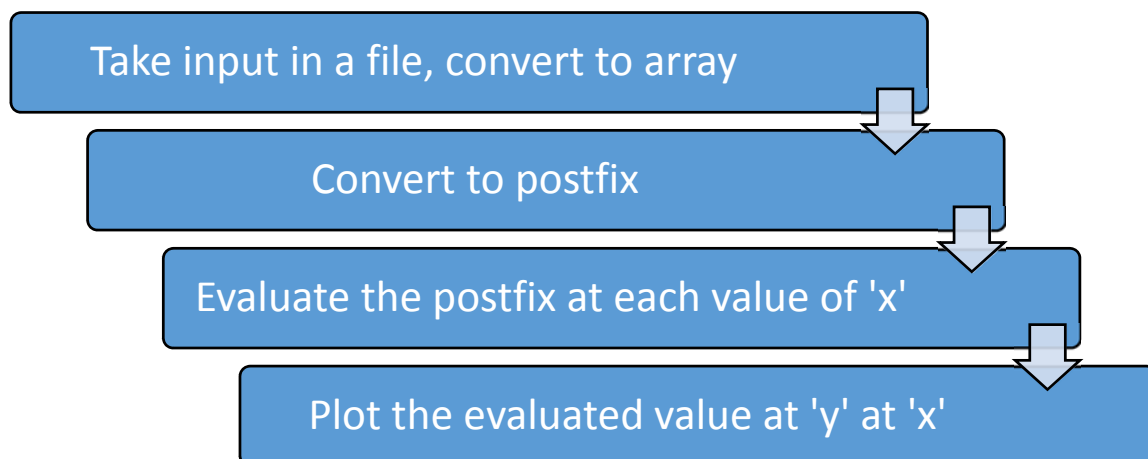 Take input in a file, convert to array
Convert to postfix
Evaluate the postfix at each value of 'x'
Plot the evaluated value at 'y' at 'x'